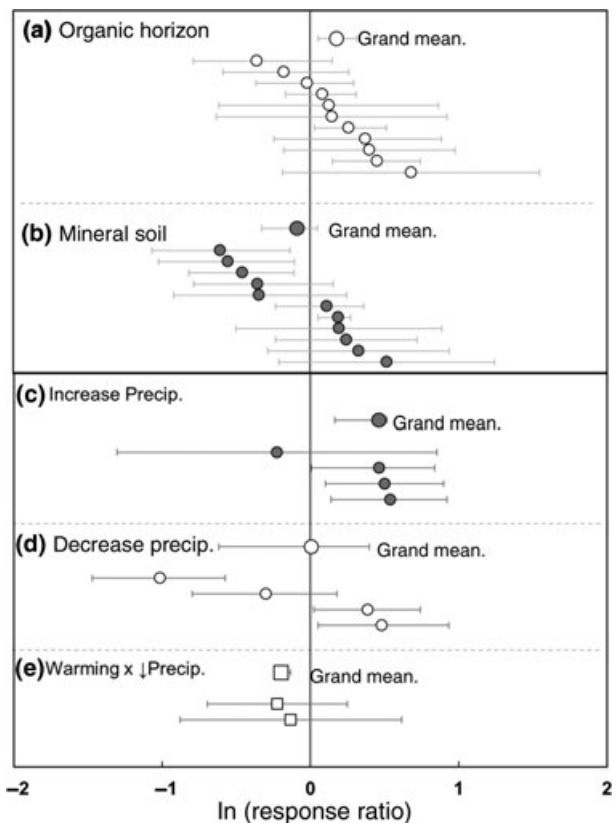 (a) Organic horizon
Grand mean.
(b) Mineral soil
Grand mean.
(c) Increase Precip.
Grand mean.
(d) Decrease precip.
Grand mean.
(e) Warming x ↓Precip.
Grand mean.
−2 −1 0 1 2
ln (response ratio)